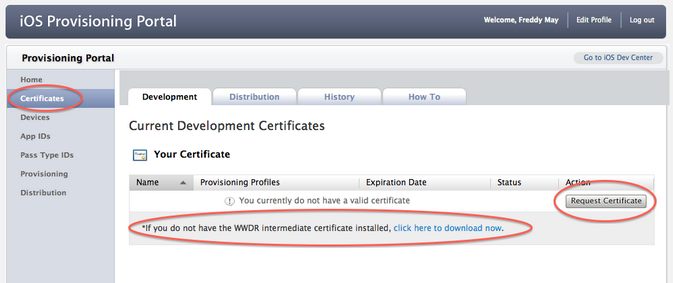 iOS Provisioning Portal
Welcome, Freddy May Edit Profile Log out
Provisioning Portal
Go to iOS Dev Center
Home
Certificates
Devices
App IDs
Pass Type IDs
Provisioning
Distribution
Development Distribution History How To
Current Development Certificates
Your Certificate
Name Provisioning Profiles Expiration Date Status Action
You currently do not have a valid certificate Request Certificate
*If you do not have the WWDR intermediate certificate installed, click here to download now.